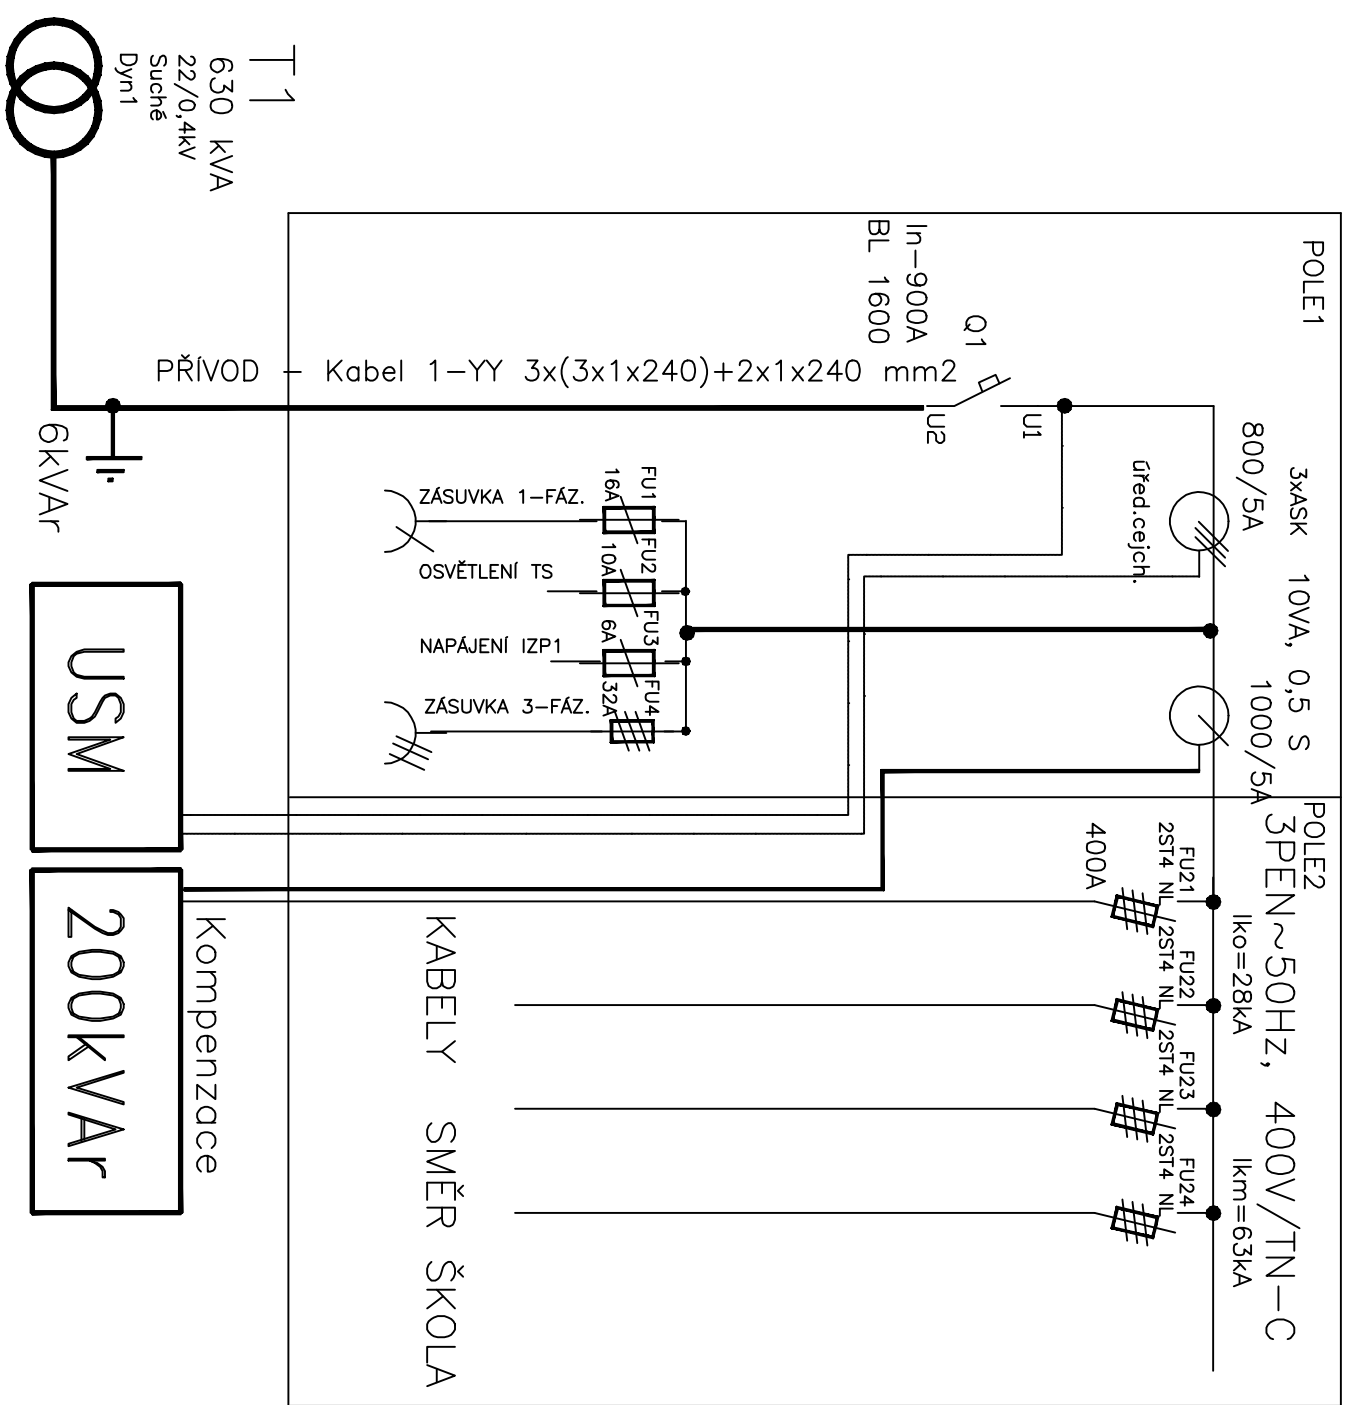 T1
630 kVA
22/0,4kV
Suché
Dyn1
POLE1
In-900A
BL 1600
Q1
PŘÍVOD - Kabel 1-YY 3x(3x1x240)+2x1x240 mm2
U2
U1
6kVAr
3xASK 10VA, 0,5 S
800/5A
úřed.cejch.
1000/5A
FU1
16A
ZÁSUVKA 1-FÁZ.
FU2
10A
OSVĚTLENÍ TS
FU3
6A
NAPÁJENÍ IZP1
FU4
32A
ZÁSUVKA 3-FÁZ.
USM
200kVAr
Kompenzace
POLE2
3PEN~50Hz, 400V/TN-C
Iko=28kA
Ikm=63kA
FU21
2ST4 NL
400A
FU22
2ST4 NL
FU23
2ST4 NL
FU24
2ST4 NL
KABELY SMĚR ŠKOLA